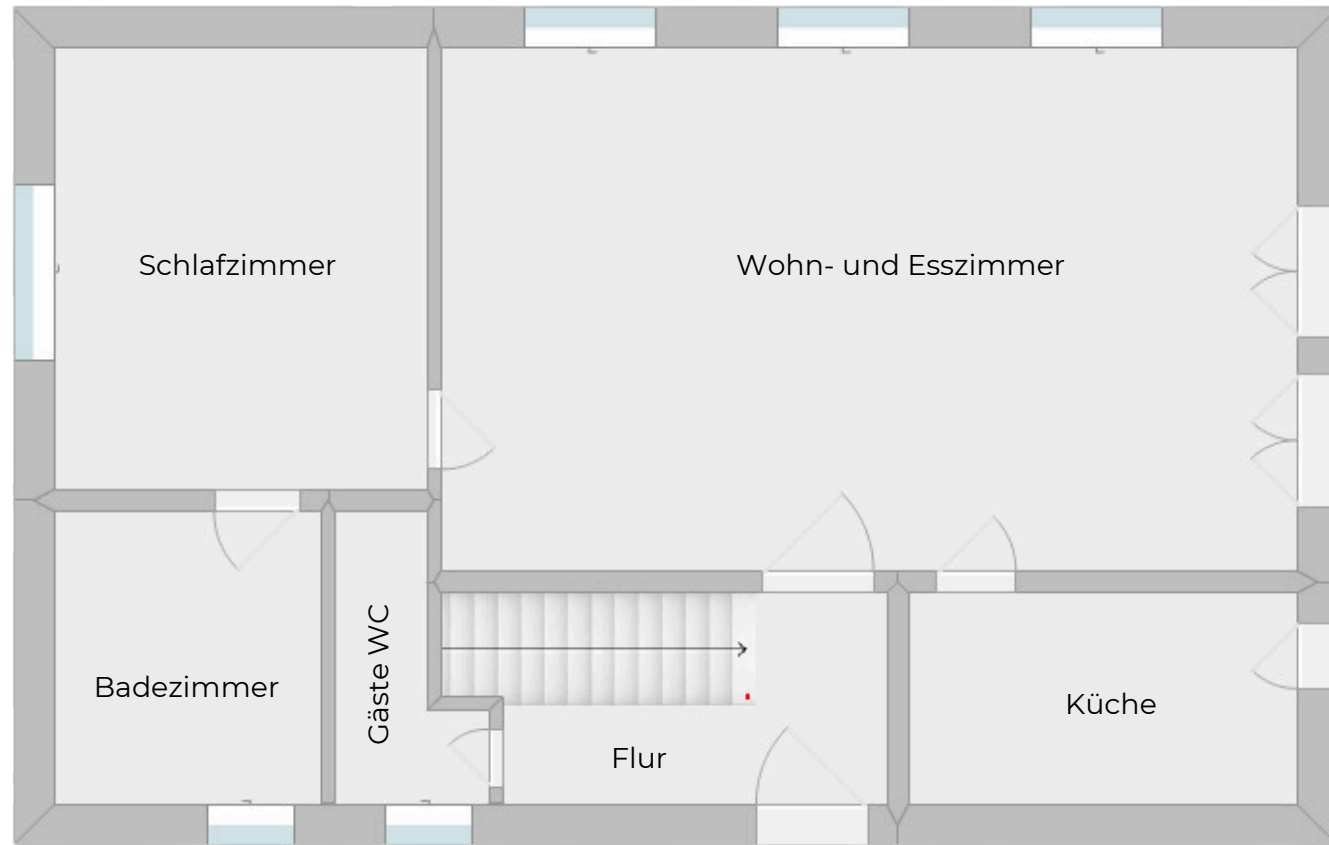 Schlafzimmer
Wohn- und Esszimmer
Badezimmer
Gäste WC
Flur
Küche